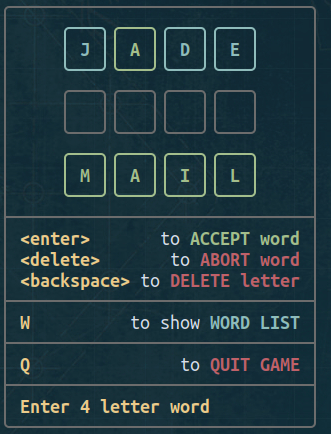 J A D E
M A I L
<enter> to ACCEPT word
<delete> to ABORT word
<backspace> to DELETE letter
W to show WORD LIST
Q to QUIT GAME
Enter 4 letter word